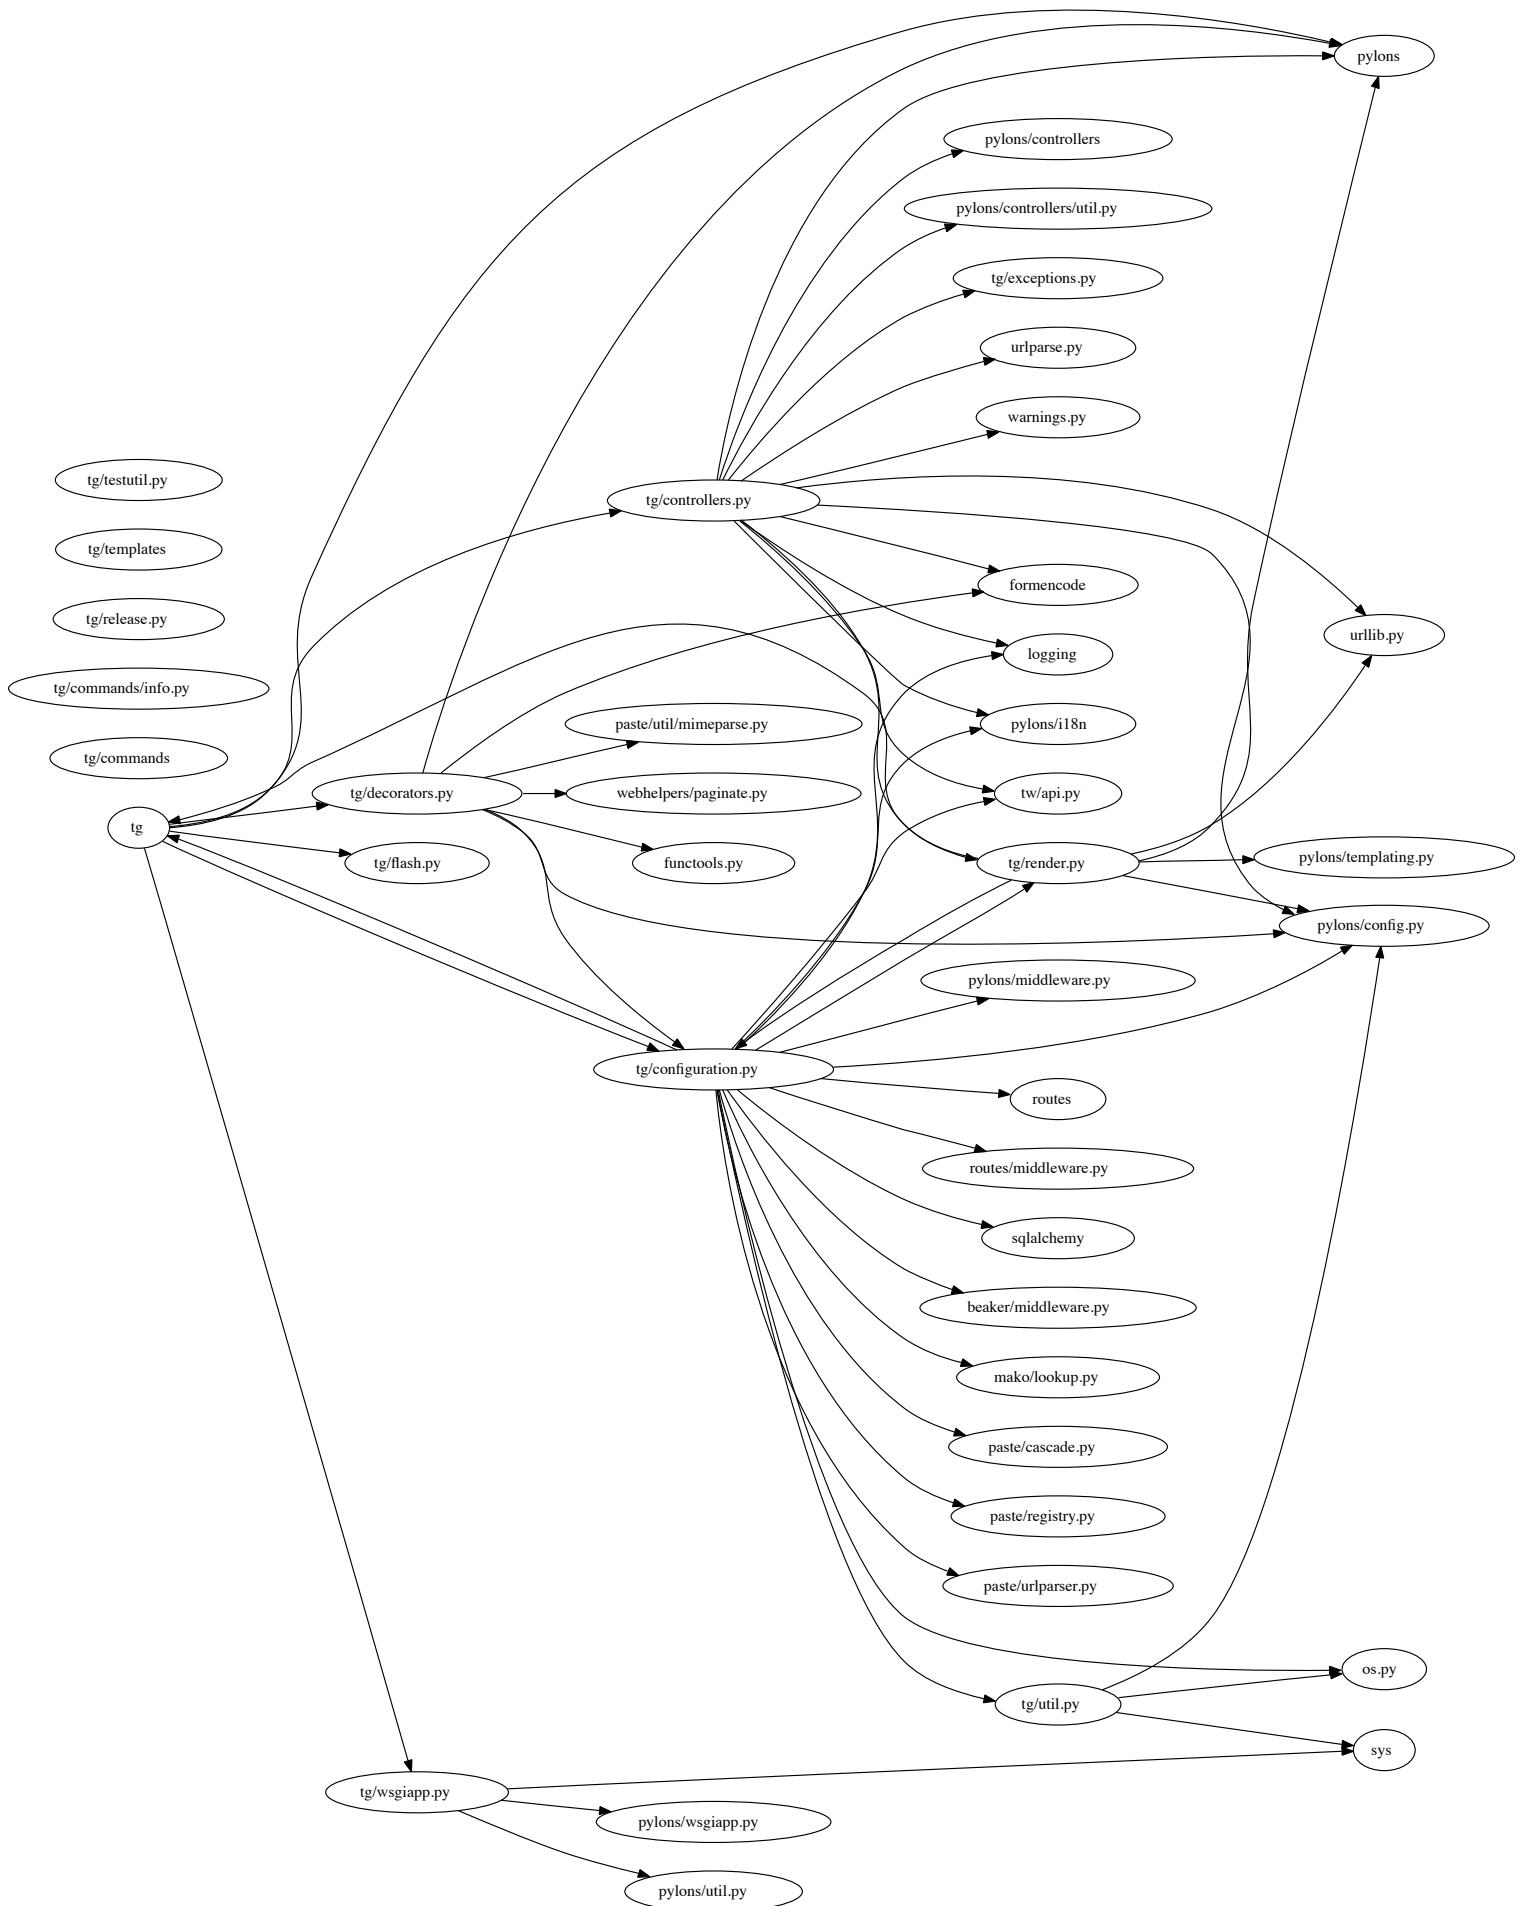 pylons
pylons/controllers
pylons/controllers/util.py
tg/exceptions.py
urlparse.py
warnings.py
tg/testutil.py
tg/controllers.py
tg/templates
formencode
tg/release.py
urllib.py
logging
tg/commands/info.py
paste/util/mimeparse.py
pylons/i18n
tg/commands
tg/decorators.py
webhelpers/paginate.py
tw/api.py
tg
tg/flash.py
functools.py
tg/render.py
pylons/templating.py
pylons/config.py
pylons/middleware.py
tg/configuration.py
routes
routes/middleware.py
sqlalchemy
beaker/middleware.py
mako/lookup.py
paste/cascade.py
paste/registry.py
paste/urlparser.py
os.py
tg/util.py
sys
tg/wsgiapp.py
pylons/wsgiapp.py
pylons/util.py